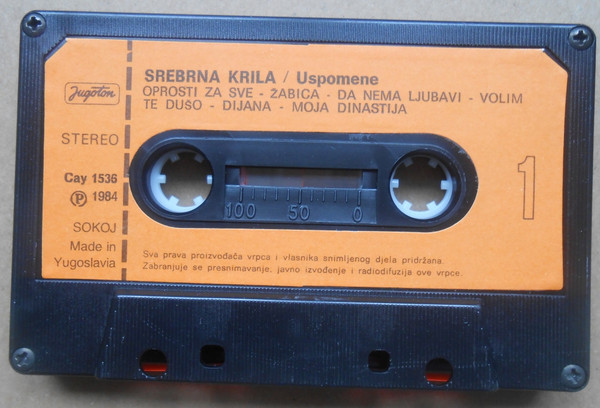 Jugoton
SREBRNA KRILA / Uspomene
OPROSTI ZA SVE - ŽABICA - DA NEMA LJUBAVI - VOLIM
TE DUŠO - DIJANA - MOJA DINASTIJA
STEREO
Cay 1536
Ⓟ 1984
SOKOJ
Made in
Yugoslavia
100 50 0
1
Sva prava proizvođača vrpce i vlasnika snimljenog djela pridržana.
Zabranjuje se presnimavanje, javno izvođenje i radiodifuzija ove vrpce.